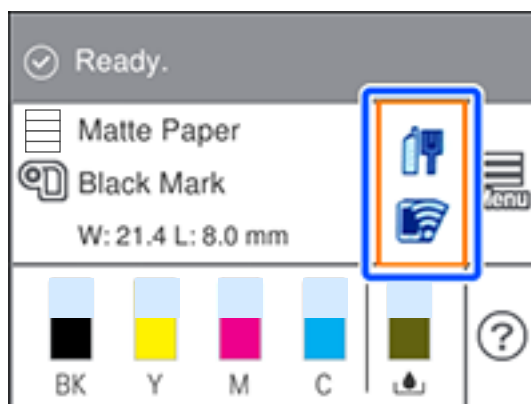 Ready.
Matte Paper
Black Mark
Menu
W: 21.4 L: 8.0 mm
BK Y M C
?